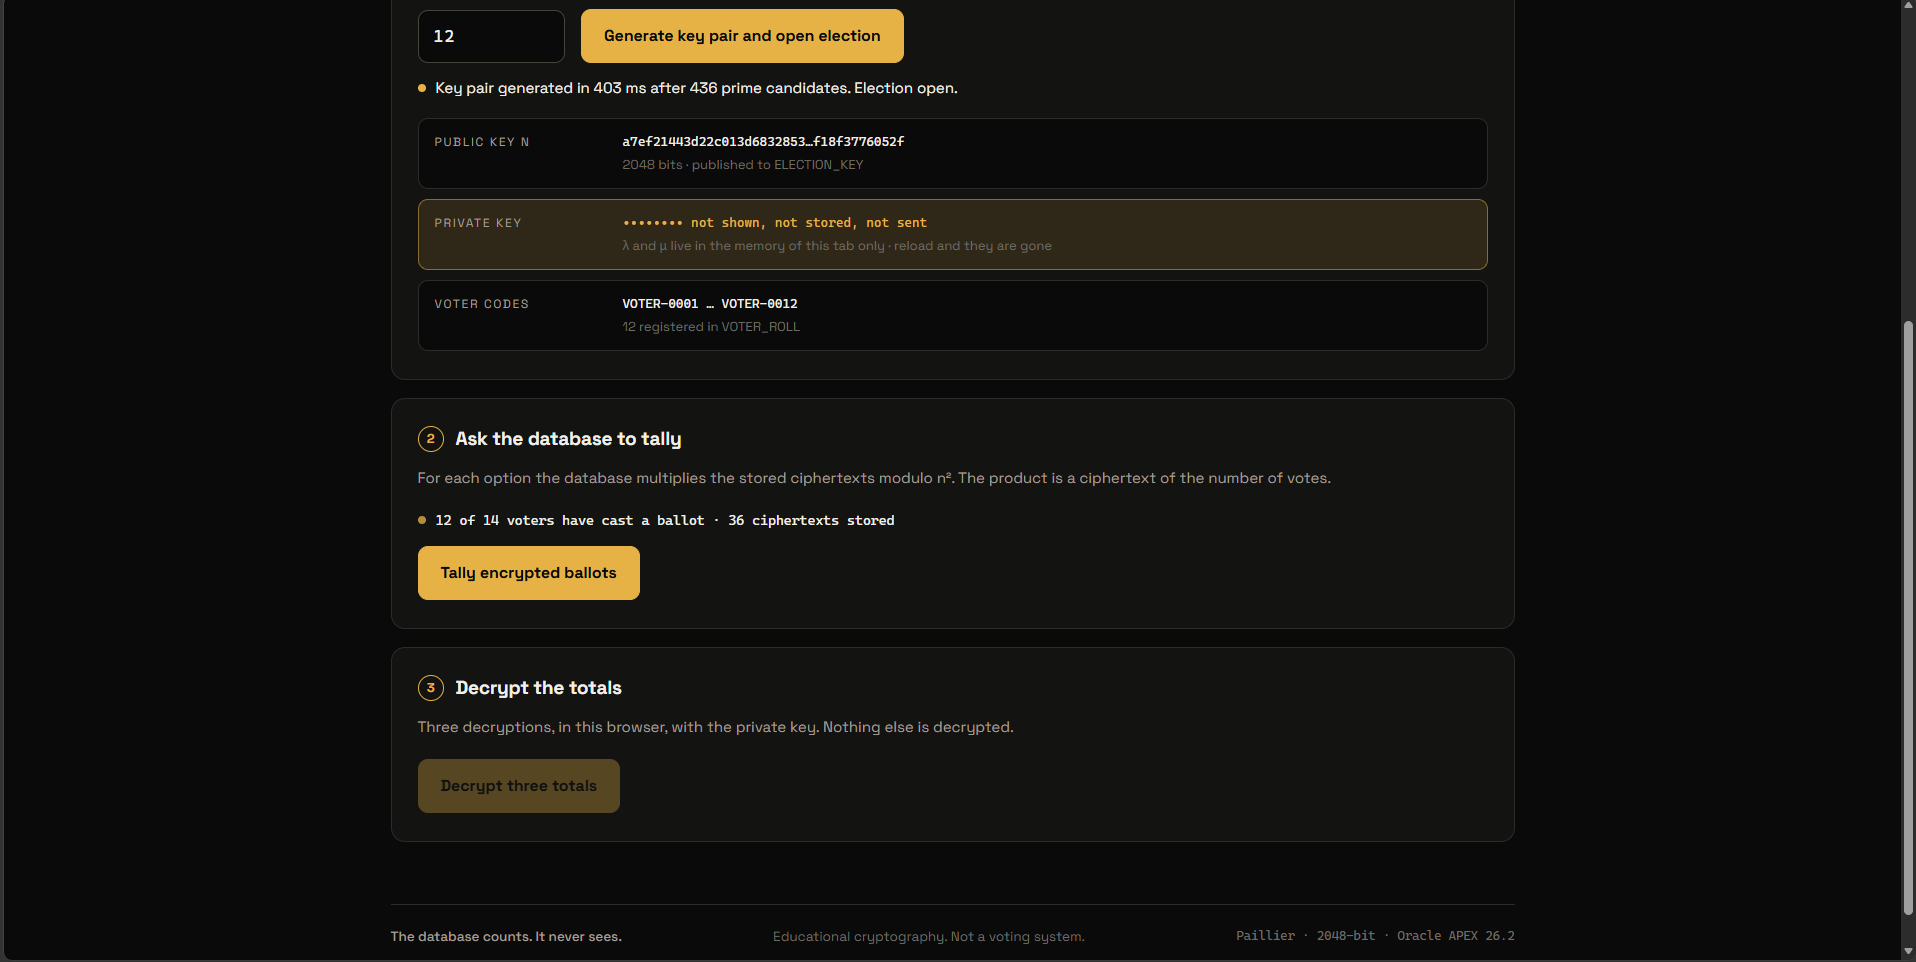 12
Generate key pair and open election
Key pair generated in 403 ms after 436 prime candidates. Election open.
PUBLIC KEY N
a7ef21443d22c013d6832853…f18f3776052f
2048 bits · published to ELECTION_KEY
PRIVATE KEY
•••••••• not shown, not stored, not sent
λ and μ live in the memory of this tab only · reload and they are gone
VOTER CODES
VOTER-0001 … VOTER-0012
12 registered in VOTER_ROLL
2 Ask the database to tally
For each option the database multiplies the stored ciphertexts modulo n². The product is a ciphertext of the number of votes.
12 of 14 voters have cast a ballot · 36 ciphertexts stored
Tally encrypted ballots
3 Decrypt the totals
Three decryptions, in this browser, with the private key. Nothing else is decrypted.
Decrypt three totals
The database counts. It never sees.
Educational cryptography. Not a voting system.
Paillier · 2048-bit · Oracle APEX 26.2